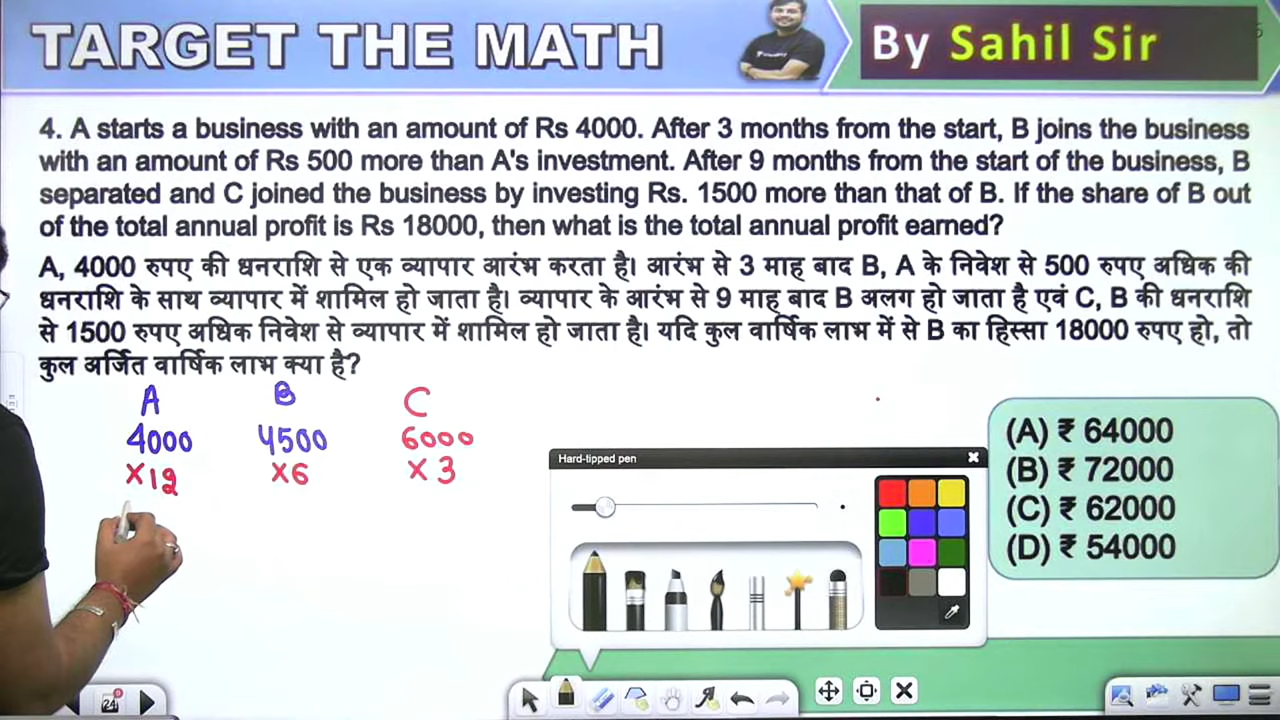 TARGET THE MATH
By Sahil Sir
4. A starts a business with an amount of Rs 4000. After 3 months from the start, B joins the business
with an amount of Rs 500 more than A's investment. After 9 months from the start of the business, B
separated and C joined the business by investing Rs. 1500 more than that of B. If the share of B out
of the total annual profit is Rs 18000, then what is the total annual profit earned?
A, 4000 रुपए की धनराशि से एक व्यापार आरंभ करता है। आरंभ से 3 माह बाद B, A के निवेश से 500 रुपए अधिक की
धनराशि के साथ व्यापार में शामिल हो जाता है। व्यापार के आरंभ से 9 माह बाद B अलग हो जाता है एवं C, B की धनराशि
से 1500 रुपए अधिक निवेश से व्यापार में शामिल हो जाता है। यदि कुल वार्षिक लाभ में से B का हिस्सा 18000 रुपए हो, तो
कुल अर्जित वार्षिक लाभ क्या है?
A B C
4000 4500 6000
×12 ×6 ×3
Hard-tipped pen
(A) ₹ 64000
(B) ₹ 72000
(C) ₹ 62000
(D) ₹ 54000
24